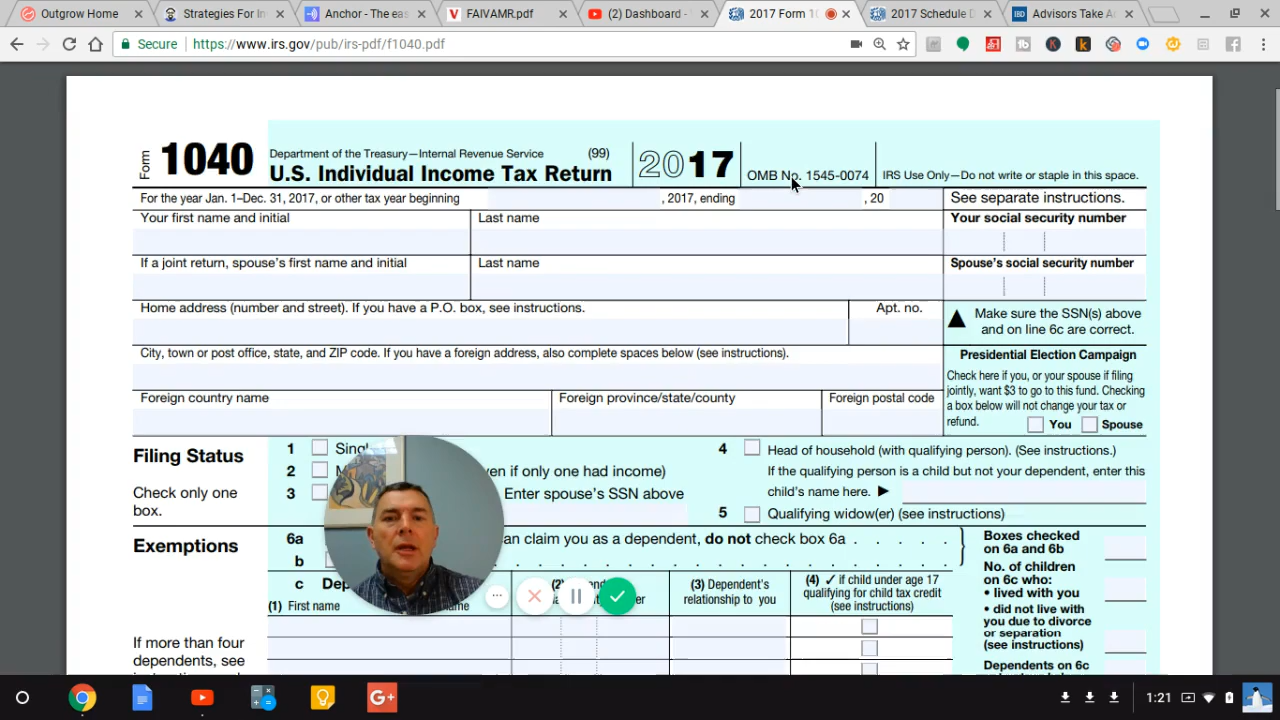 Outgrow Home
Strategies For In
Anchor - The eas
FAIVAMR.pdf
(2) Dashboard -
2017 Form 10
2017 Schedule D
Advisors Take A
Secure
https://www.irs.gov/pub/irs-pdf/f1040.pdf
Form 1040
Department of the Treasury—Internal Revenue Service (99)
U.S. Individual Income Tax Return
2017
OMB No. 1545-0074
IRS Use Only—Do not write or staple in this space.
For the year Jan. 1–Dec. 31, 2017, or other tax year beginning , 2017, ending , 20
See separate instructions.
Your first name and initial
Last name
Your social security number
If a joint return, spouse's first name and initial
Last name
Spouse's social security number
Home address (number and street). If you have a P.O. box, see instructions.
Apt. no.
▲ Make sure the SSN(s) above
and on line 6c are correct.
City, town or post office, state, and ZIP code. If you have a foreign address, also complete spaces below (see instructions).
Presidential Election Campaign
Check here if you, or your spouse if filing
jointly, want $3 to go to this fund. Checking
a box below will not change your tax or
refund.
You Spouse
Foreign country name
Foreign province/state/county
Foreign postal code
Filing Status
Check only one
box.
1 Singl
2 M en if only one had income)
3 Enter spouse's SSN above
4 Head of household (with qualifying person). (See instructions.)
If the qualifying person is a child but not your dependent, enter this
child's name here. ▶
5 Qualifying widow(er) (see instructions)
Exemptions
6a an claim you as a dependent, do not check box 6a . . . . .
b
c Dep
(1) First name
(2)
(3) Dependent's
relationship to you
(4) ✓ if child under age 17
qualifying for child tax credit
(see instructions)
Boxes checked
on 6a and 6b
No. of children
on 6c who:
• lived with you
• did not live with
you due to divorce
or separation
(see instructions)
Dependents on 6c
If more than four
dependents, see
1:21